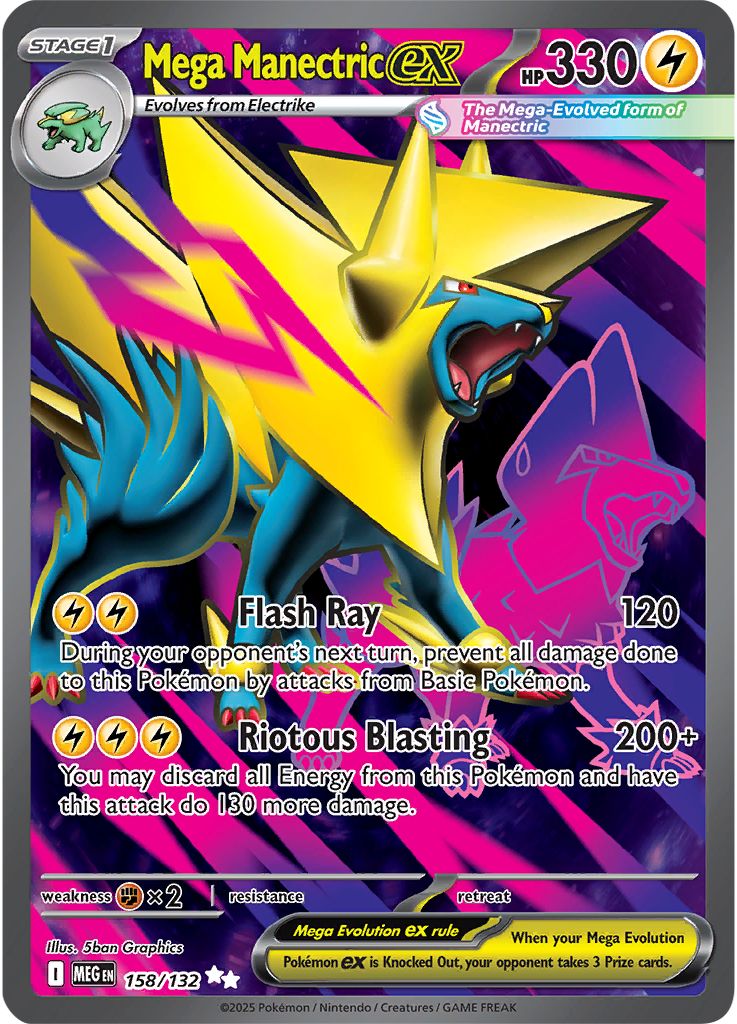 STAGE1
Mega Manectric ex
HP330
Evolves from Electrike
The Mega-Evolved form of
Manectric
Flash Ray 120
During your opponent's next turn, prevent all damage done
to this Pokémon by attacks from Basic Pokémon.
Riotous Blasting 200+
You may discard all Energy from this Pokémon and have
this attack do 130 more damage.
weakness ×2 resistance retreat
Mega Evolution ex rule
When your Mega Evolution
Pokémon ex is Knocked Out, your opponent takes 3 Prize cards.
Illus. 5ban Graphics
I MEG EN 158/132
©2025 Pokémon / Nintendo / Creatures / GAME FREAK